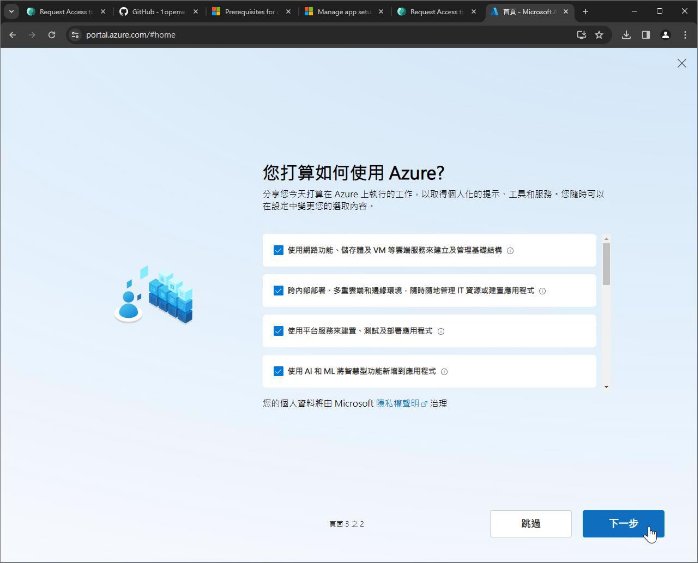 Request Access to
GitHub - 1openem
Prerequisites for
Manage app setu
Request Access to
首頁 - Microsoft A
portal.azure.com/#home
您打算如何使用 Azure?
分享您今天打算在 Azure 上執行的工作，以取得個人化的提示、工具和服務。您隨時可以
在設定中變更您的選取內容。
使用網路功能、儲存體及 VM 等雲端服務來建立及管理基礎結構
跨內部部署、多重雲端和邊緣環境，隨時隨地管理 IT 資源或建置應用程式
使用平台服務來建置、測試及部署應用程式
使用 AI 和 ML 將智慧型功能新增到應用程式
您的個人資料將由 Microsoft 隱私權聲明 治理
頁面 3 之 2
跳過
下一步